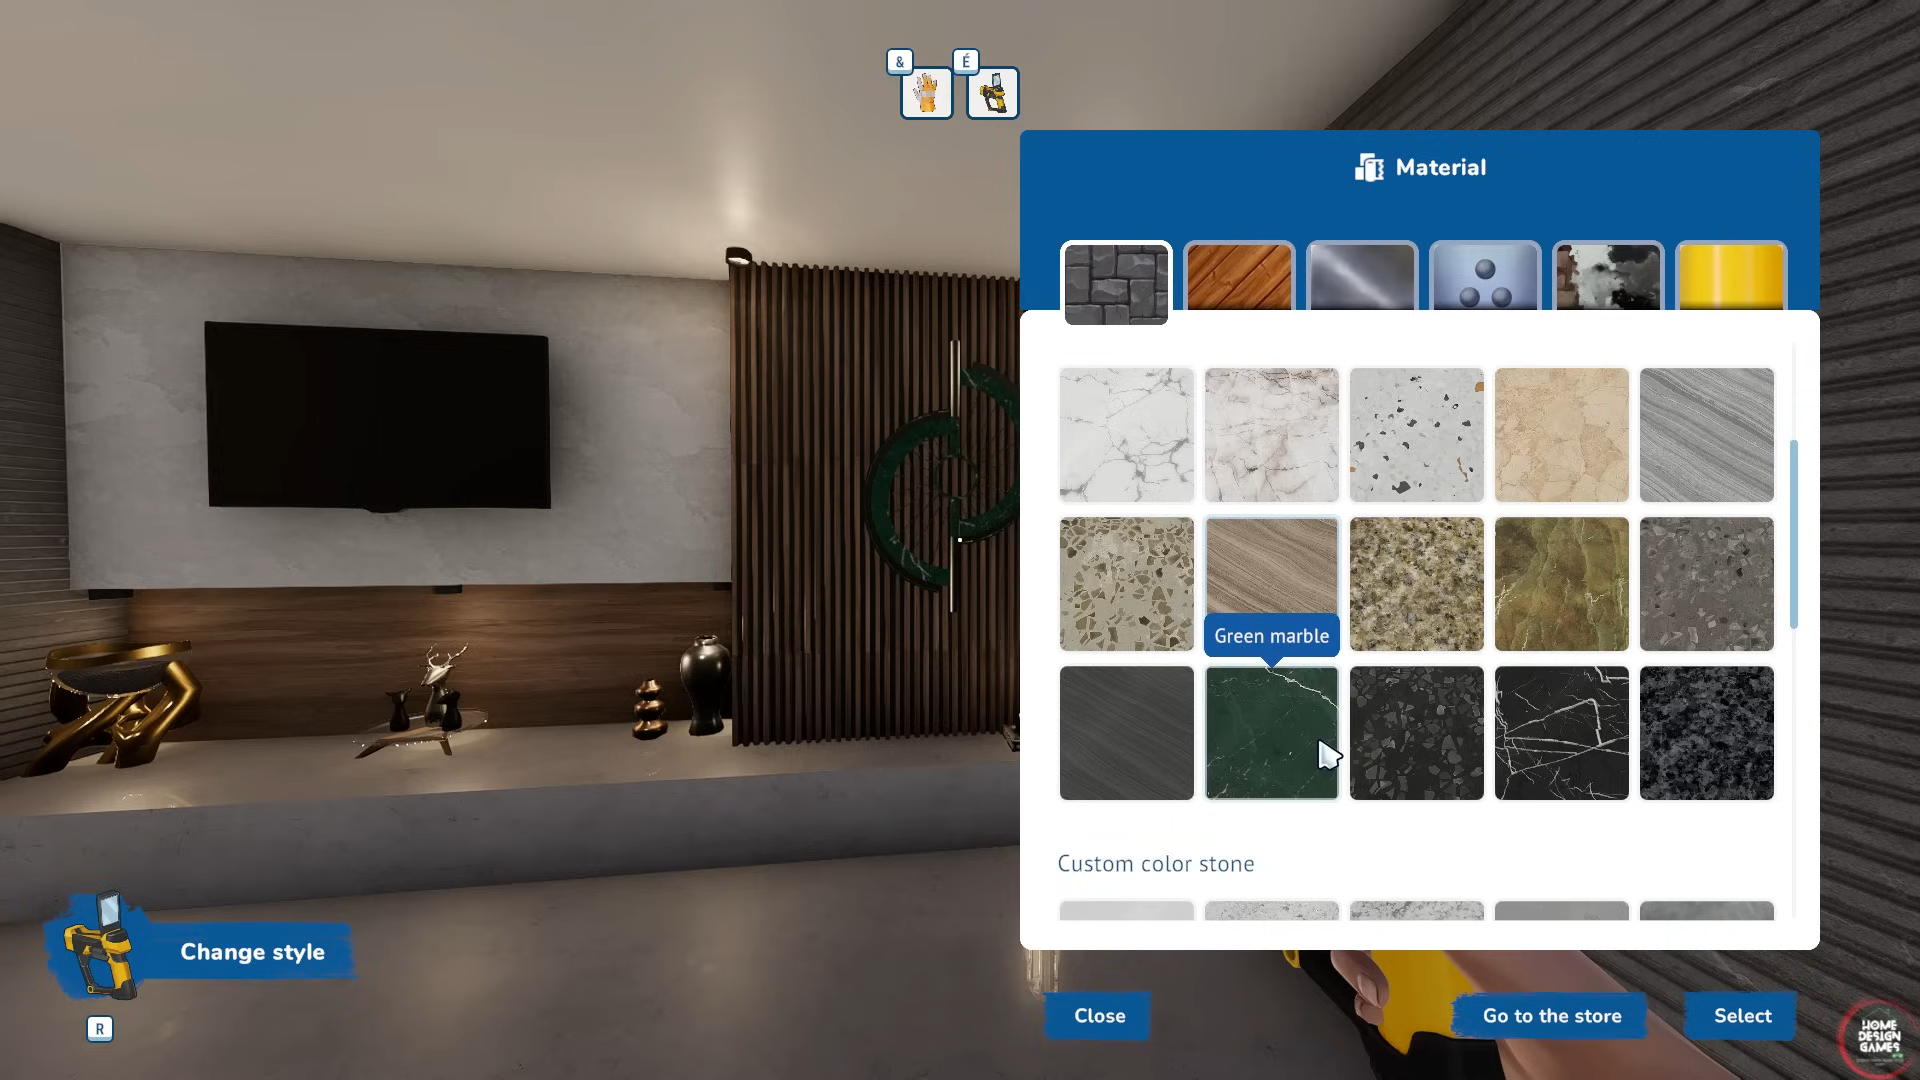 &
É
Material
Green marble
Custom color stone
Change style
R
Close
Go to the store
Select
HOME
DESIGN
GAMES